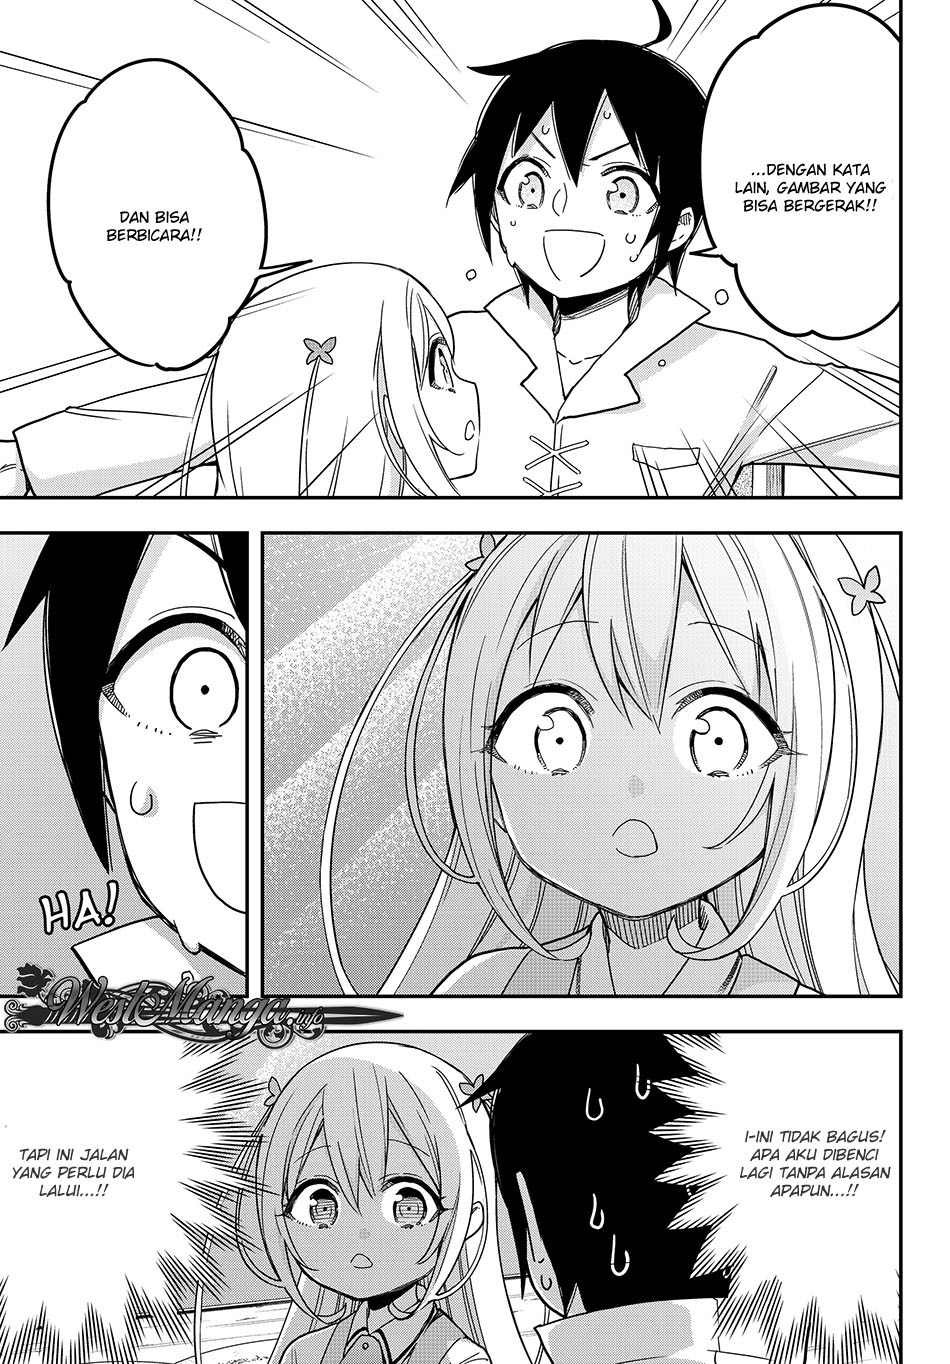 ...DENGAN KATA
LAIN, GAMBAR YANG
BISA BERGERAK!!
DAN BISA
BERBICARA!!
HA!
WestManga.info
I-INI TIDAK BAGUS!
APA AKU DIBENCI
LAGI TANPA ALASAN
APAPUN...!!
TAPI INI JALAN
YANG PERLU DIA
LALUI...!!